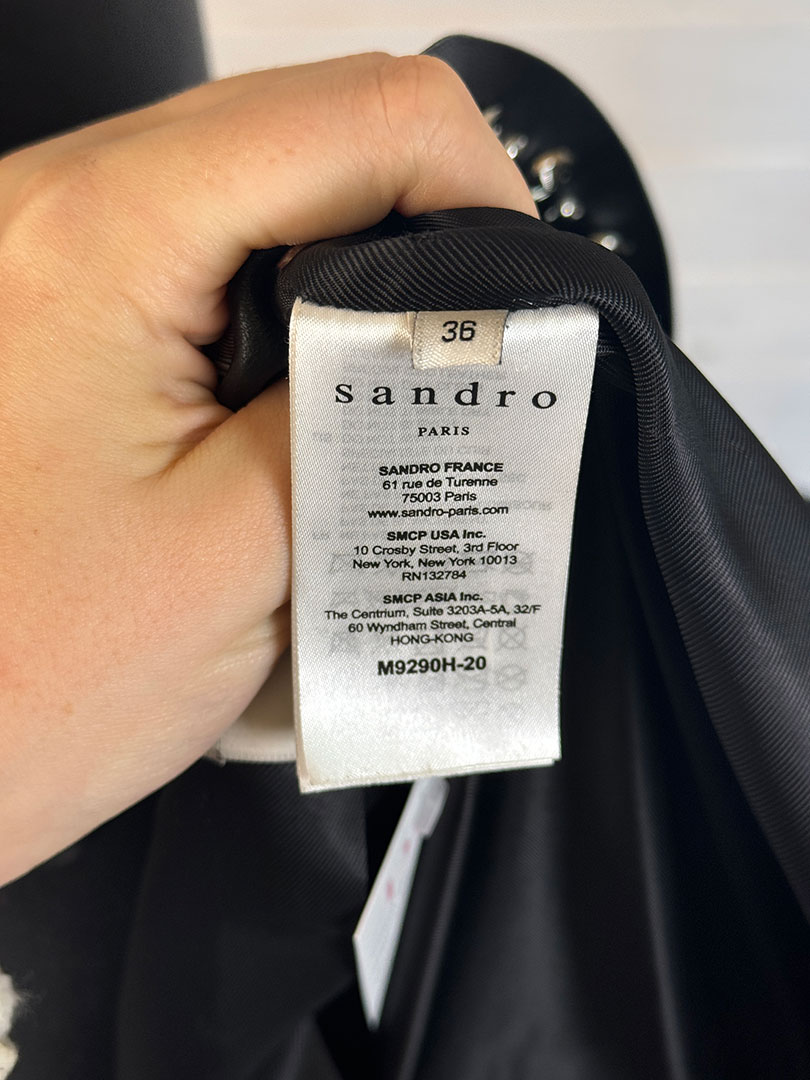 36
sandro
PARIS
SANDRO FRANCE
61 rue de Turenne
75003 Paris
www.sandro-paris.com
SMCP USA Inc.
10 Crosby Street, 3rd Floor
New York, New York 10013
RN132784
SMCP ASIA Inc.
The Centrium, Suite 3203A-5A, 32/F
60 Wyndham Street, Central
HONG-KONG
M9290H-20